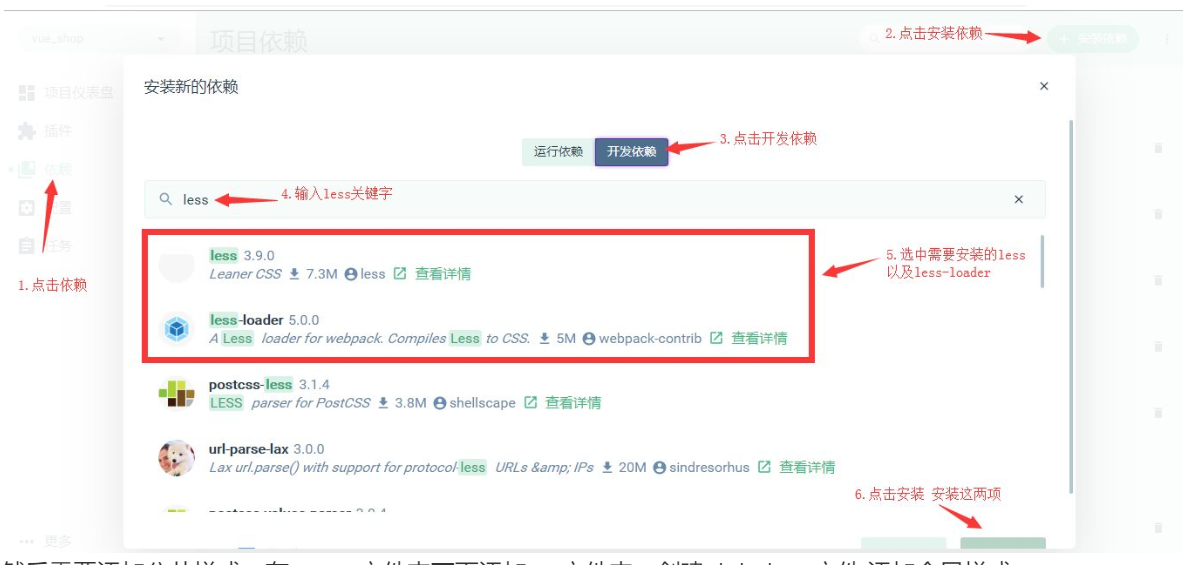 vue_shop
项目依赖
2.点击安装依赖
+ 安装依赖
安装新的依赖
项目仪表盘
插件
依赖
任务
1.点击依赖
运行依赖 开发依赖
3.点击开发依赖
less
4.输入less关键字
less 3.9.0
Leaner CSS 7.3M less 查看详情
less-loader 5.0.0
A Less loader for webpack. Compiles Less to CSS. 5M webpack-contrib 查看详情
5.选中需要安装的less
以及less-loader
postcss-less 3.1.4
LESS parser for PostCSS 3.8M shellscape 查看详情
url-parse-lax 3.0.0
Lax url.parse() with support for protocol-less URLs &amp; IPs 20M sindresorhus 查看详情
6.点击安装 安装这两项
更多